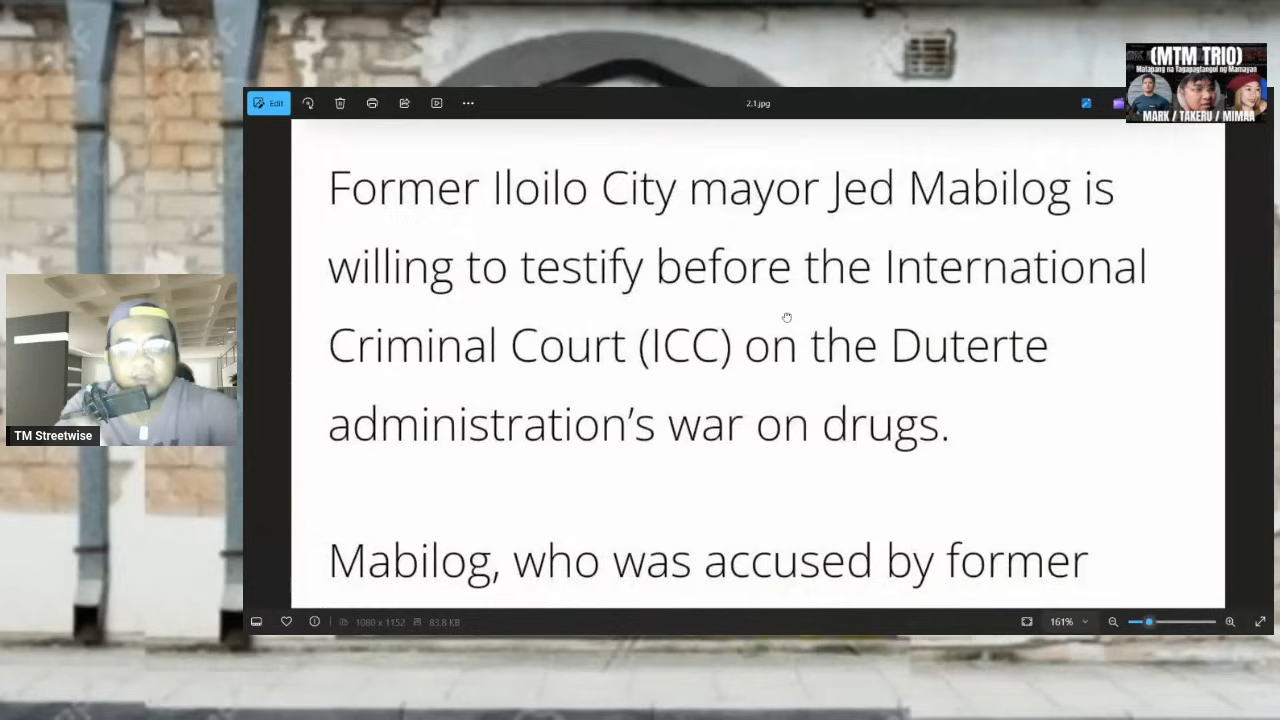 (MTM TRIO)
Matapang na Tagapagtangol ng Mamayan
MARK / TAKERU / MIMAA
Edit
2.1.jpg
Former Iloilo City mayor Jed Mabilog is
willing to testify before the International
Criminal Court (ICC) on the Duterte
administration’s war on drugs.
Mabilog, who was accused by former
TM Streetwise
1080 x 1152
83.8 KB
161%